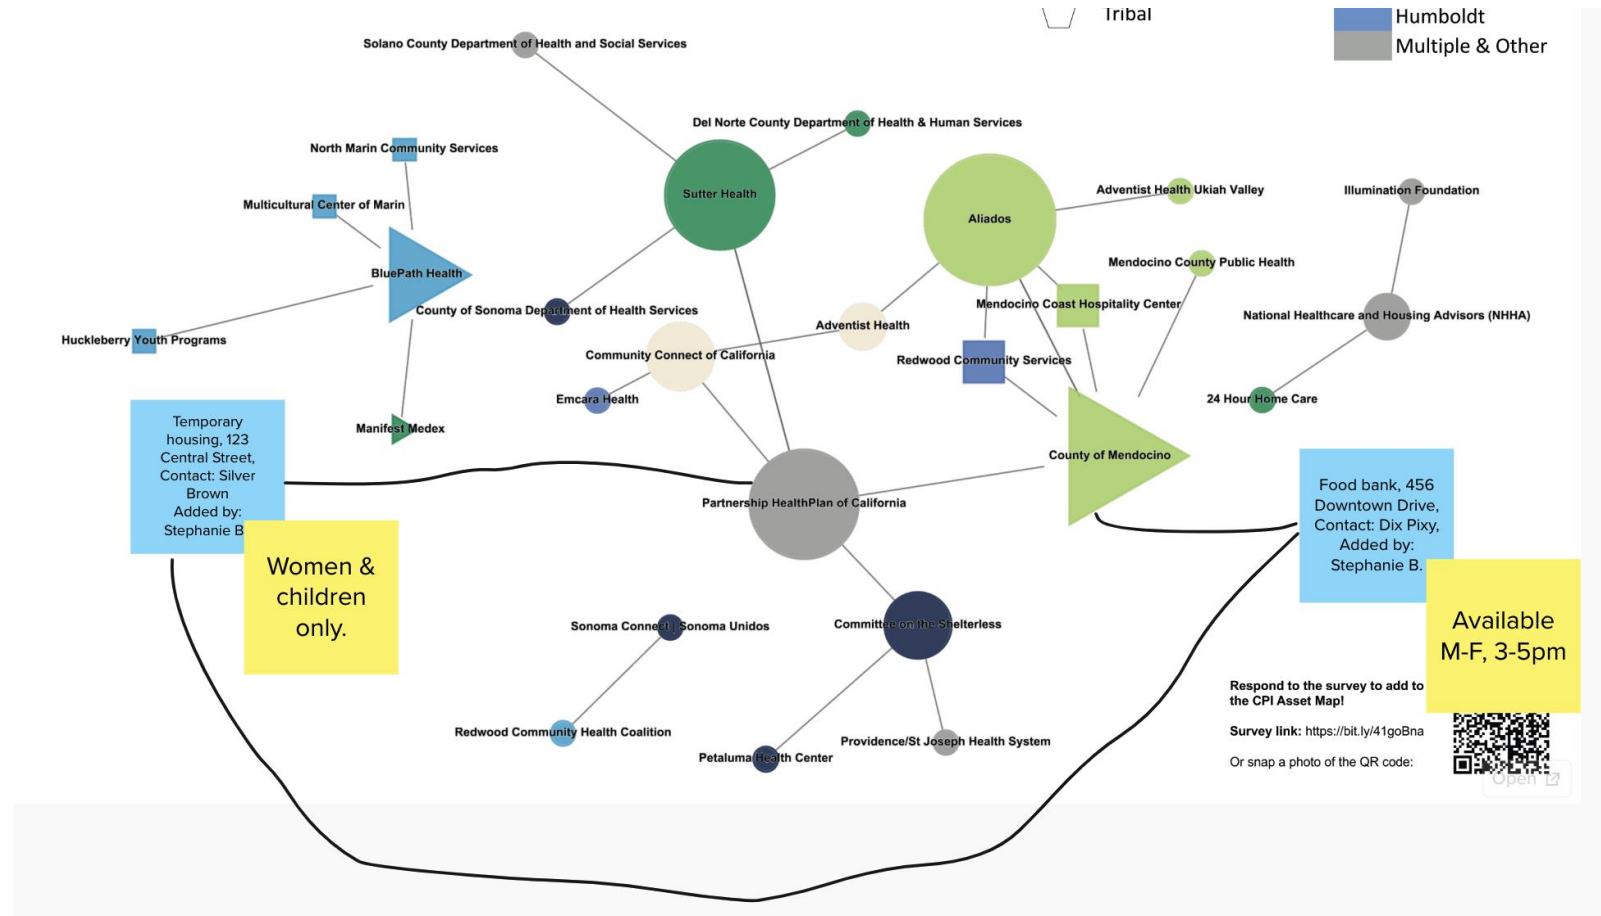 Tribal
Humboldt
Multiple & Other
Solano County Department of Health and Social Services
Del Norte County Department of Health & Human Services
North Marin Community Services
Sutter Health
Adventist Health Ukiah Valley
Illumination Foundation
Multicultural Center of Marin
Aliados
Mendocino County Public Health
BluePath Health
Mendocino Coast Hospitality Center
County of Sonoma Department of Health Services
National Healthcare and Housing Advisors (NHHA)
Adventist Health
Huckleberry Youth Programs
Community Connect of California
Redwood Community Services
Emcara Health
24 Hour Home Care
Manifest Medex
County of Mendocino
Temporary
housing, 123
Central Street,
Contact: Silver
Brown
Added by:
Stephanie B
Women &
children
only.
Partnership HealthPlan of California
Food bank, 456
Downtown Drive,
Contact: Dix Pixy,
Added by:
Stephanie B.
Available
M-F, 3-5pm
Sonoma Connect | Sonoma Unidos
Committee on the Shelterless
Redwood Community Health Coalition
Petaluma Health Center
Providence/St Joseph Health System
Respond to the survey to add to
the CPI Asset Map!
Survey link: https://bit.ly/41goBna
Or snap a photo of the QR code:
Open